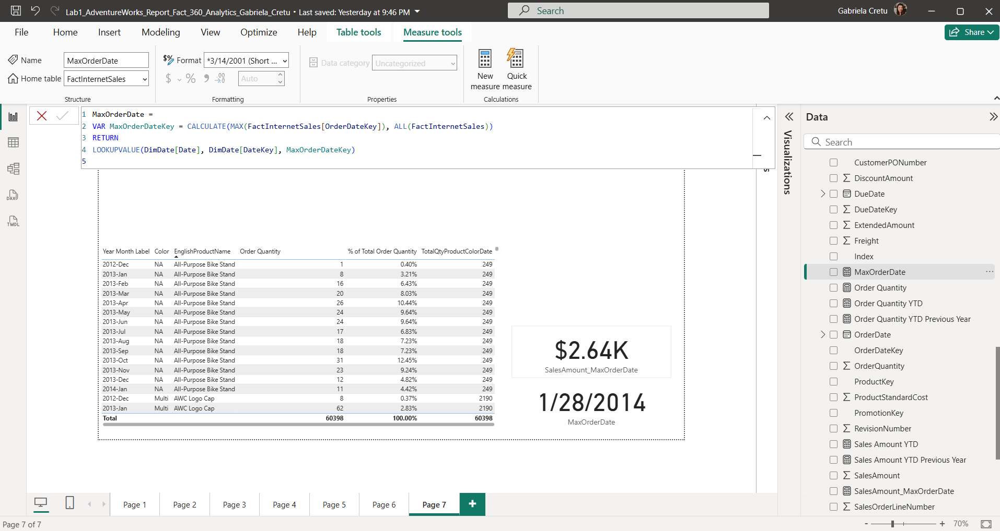 Lab1_AdventureWorks_Report_Fact_360_Analytics_Gabriela_Cretu • Last saved: Yesterday at 9:46 PM
Search
Gabriela Cretu
File Home Insert Modeling View Optimize Help Table tools Measure tools
Share
Name MaxOrderDate
Home table FactInternetSales
Structure
$% Format *3/14/2001 (Short ...
$ % , .00 →.0 Auto
Formatting
Data category Uncategorized
Properties
New measure
Quick measure
Calculations
1 MaxOrderDate =
2 VAR MaxOrderDateKey = CALCULATE(MAX(FactInternetSales[OrderDateKey]), ALL(FactInternetSales))
3 RETURN
4 LOOKUPVALUE(DimDate[Date], DimDate[DateKey], MaxOrderDateKey)
5
DAX
TMDL
Year Month Label Color EnglishProductName Order Quantity % of Total Order Quantity TotalQtyProductColorDate
2012-Dec NA All-Purpose Bike Stand 1 0.40% 249
2013-Jan NA All-Purpose Bike Stand 8 3.21% 249
2013-Feb NA All-Purpose Bike Stand 16 6.43% 249
2013-Mar NA All-Purpose Bike Stand 20 8.03% 249
2013-Apr NA All-Purpose Bike Stand 26 10.44% 249
2013-May NA All-Purpose Bike Stand 24 9.64% 249
2013-Jun NA All-Purpose Bike Stand 24 9.64% 249
2013-Jul NA All-Purpose Bike Stand 17 6.83% 249
2013-Aug NA All-Purpose Bike Stand 18 7.23% 249
2013-Sep NA All-Purpose Bike Stand 18 7.23% 249
2013-Oct NA All-Purpose Bike Stand 31 12.45% 249
2013-Nov NA All-Purpose Bike Stand 23 9.24% 249
2013-Dec NA All-Purpose Bike Stand 12 4.82% 249
2014-Jan NA All-Purpose Bike Stand 11 4.42% 249
2012-Dec Multi AWC Logo Cap 8 0.37% 2190
2013-Jan Multi AWC Logo Cap 62 2.83% 2190
Total 60398 100.00% 60398
$2.64K
SalesAmount_MaxOrderDate
1/28/2014
MaxOrderDate
Visualizations
Data
Search
CustomerPONumber
DiscountAmount
DueDate
DueDateKey
ExtendedAmount
Freight
Index
MaxOrderDate ...
Order Quantity
Order Quantity YTD
Order Quantity YTD Previous Year
OrderDate
OrderDateKey
OrderQuantity
ProductKey
ProductStandardCost
PromotionKey
RevisionNumber
Sales Amount YTD
Sales Amount YTD Previous Year
SalesAmount
SalesAmount_MaxOrderDate
SalesOrderLineNumber
Page 1 Page 2 Page 3 Page 4 Page 5 Page 6 Page 7 +
Page 7 of 7
- + 70%